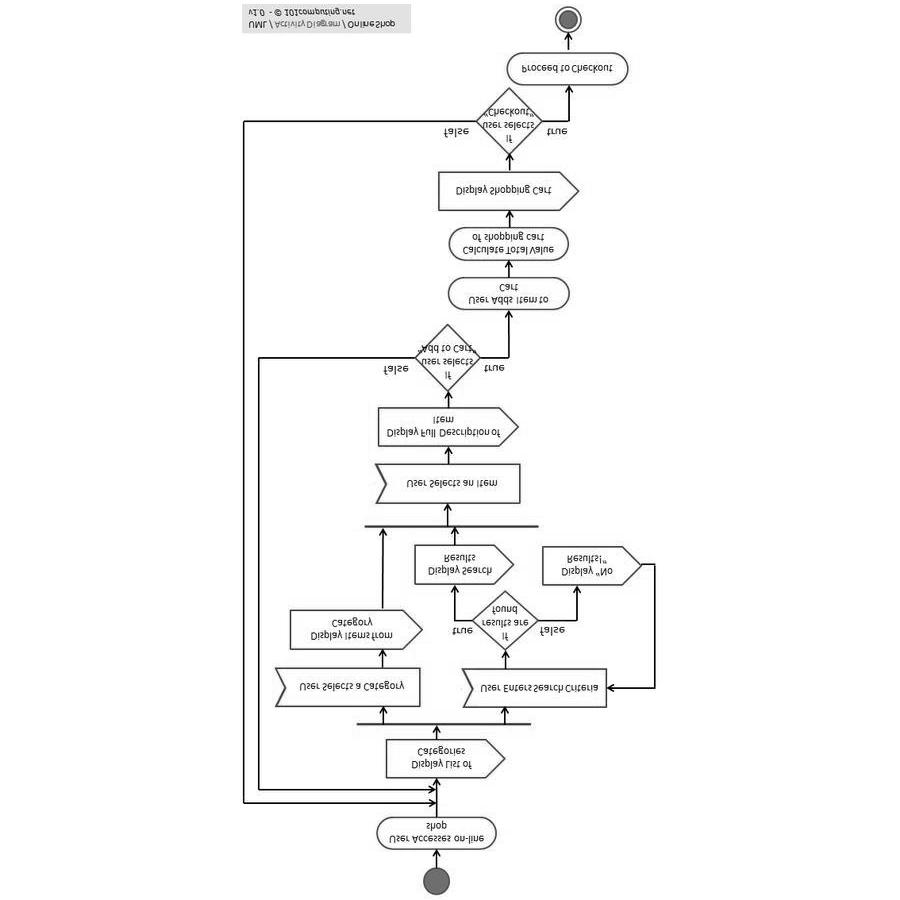 UML / Activity Diagram / OnlineShop
v1.0 - © 101computing.net
User Accesses on-line
shop
Display List of
Categories
User Selects a Category
User Enters Search Criteria
Display Items from
Category
if
results are
found
true
false
Display Search
Results
Display "No
Results!"
User Selects an Item
Display Full Description of
Item
if
user selects
"Add to Cart"
false
true
User Adds Item to
Cart
Calculate Total Value
of shopping cart
Display Shopping Cart
if
user selects
"Checkout"
false
true
Proceed to Checkout